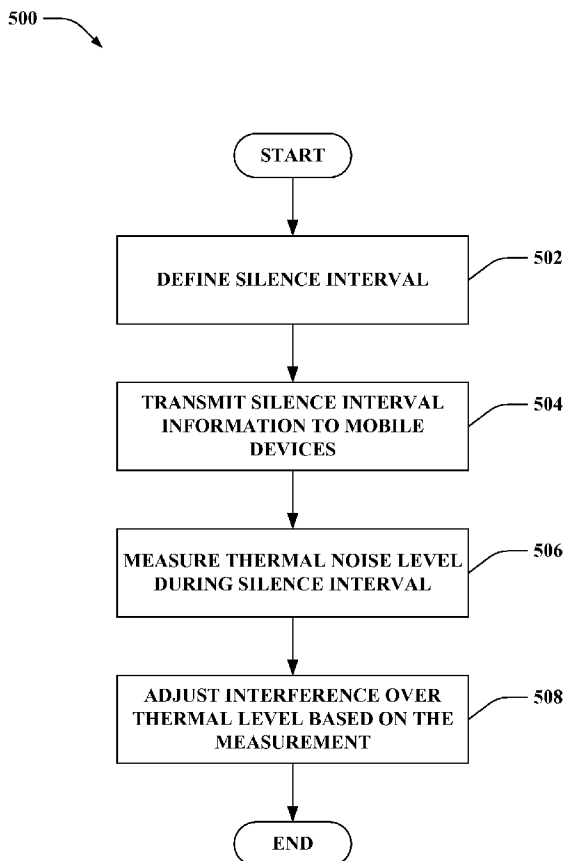 500
START
DEFINE SILENCE INTERVAL
502
TRANSMIT SILENCE INTERVAL
INFORMATION TO MOBILE
DEVICES
504
MEASURE THERMAL NOISE LEVEL
DURING SILENCE INTERVAL
506
ADJUST INTERFERENCE OVER
THERMAL LEVEL BASED ON THE
MEASUREMENT
508
END